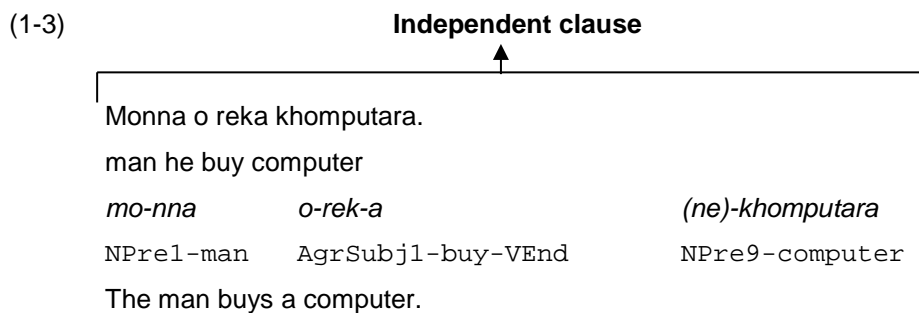 (1-3) Independent clause
Monna o reka khomputara.
man he buy computer
mo-nna o-rek-a (ne)-khomputara
NPre1-man AgrSubj1-buy-VEnd NPre9-computer
The man buys a computer.